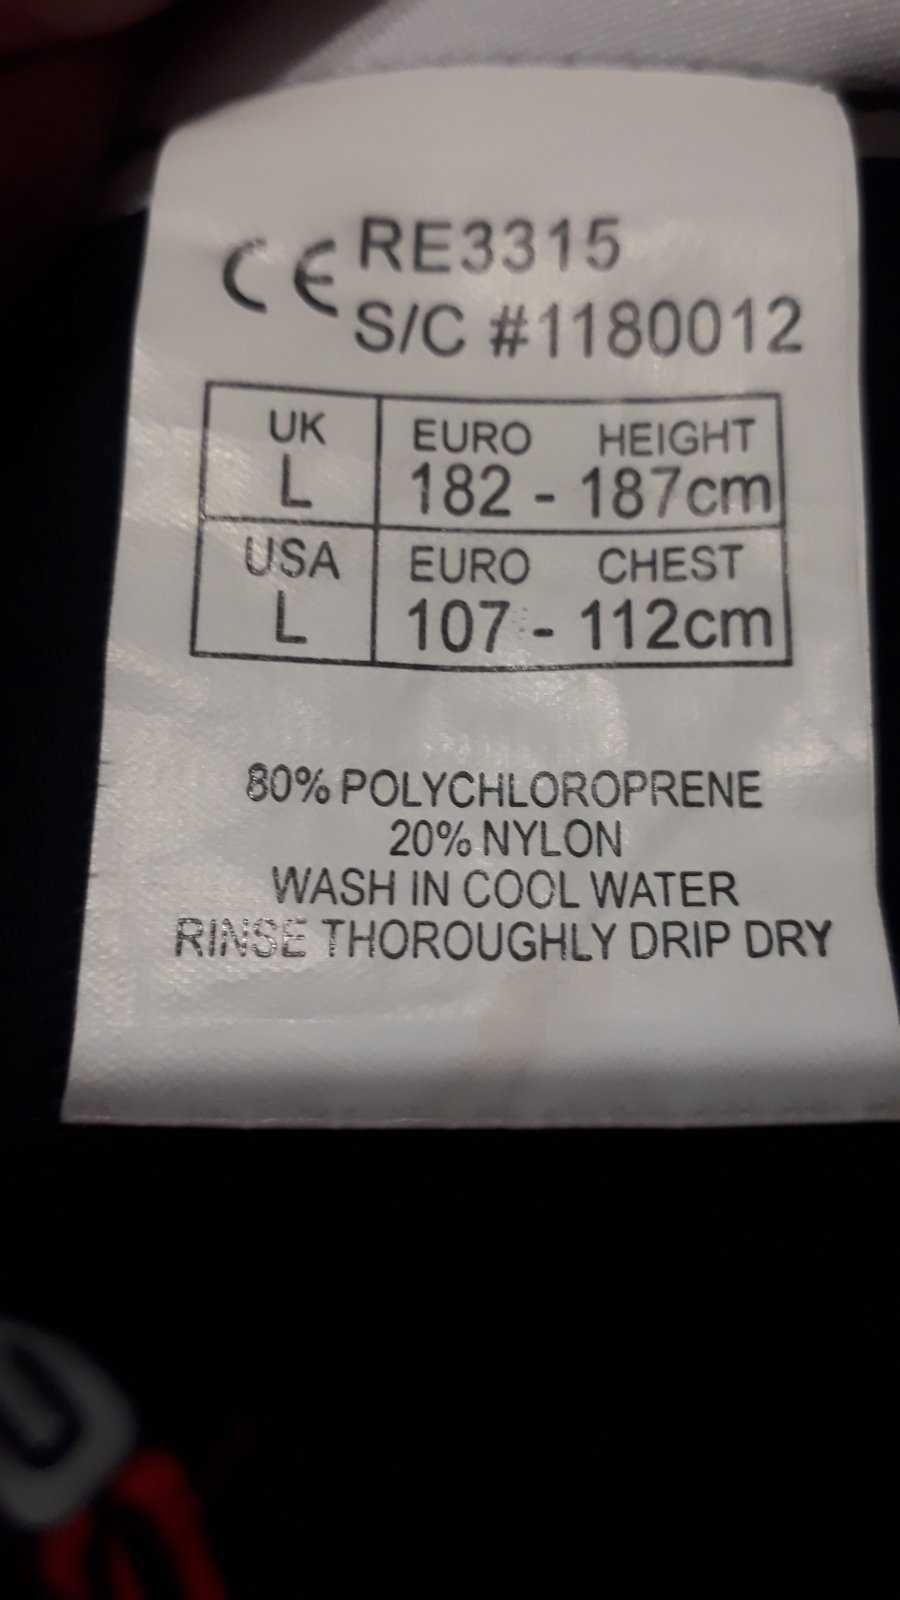 CE RE3315
S/C #1180012
UK EURO HEIGHT
L 182 - 187cm
USA EURO CHEST
L 107 - 112cm
80% POLYCHLOROPRENE
20% NYLON
WASH IN COOL WATER
RINSE THOROUGHLY DRIP DRY